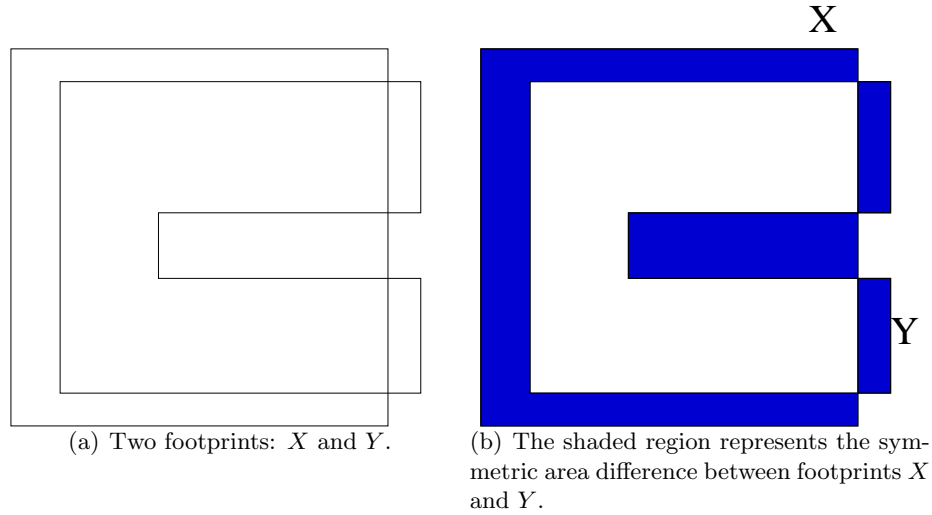 X
Y
(a) Two footprints: X and Y.
(b) The shaded region represents the sym-
metric area difference between footprints X
and Y.